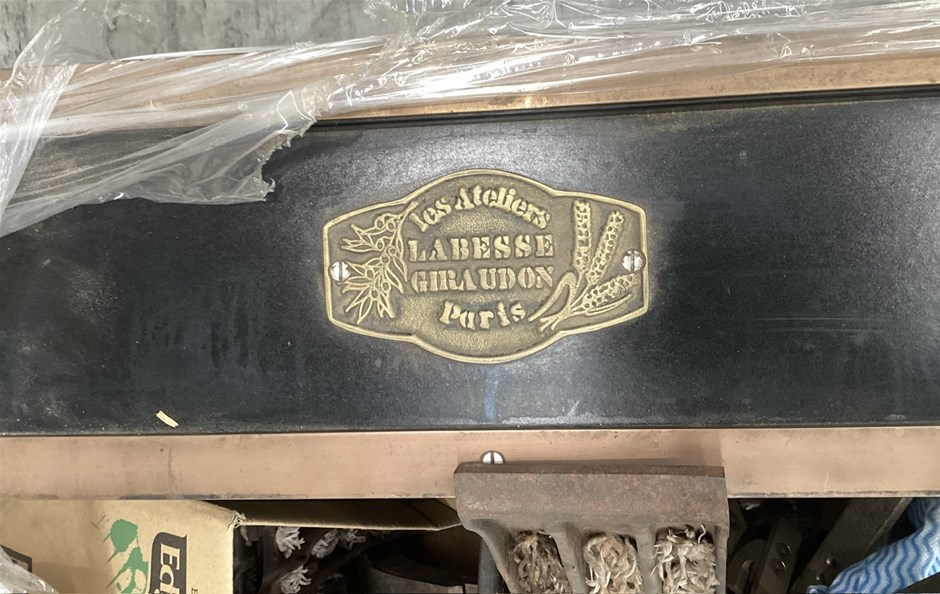 les Ateliers
LABESSE
GIRAUDON
Paris